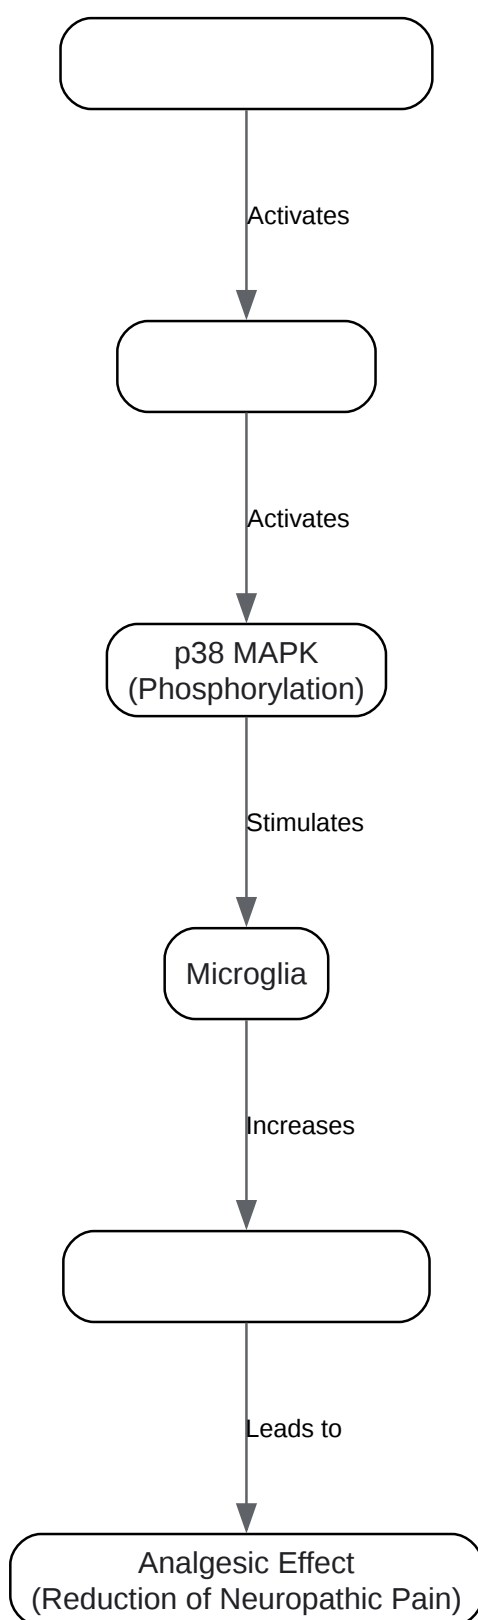 Activates
Activates
p38 MAPK
(Phosphorylation)
Stimulates
Microglia
Increases
Leads to
Analgesic Effect
(Reduction of Neuropathic Pain)